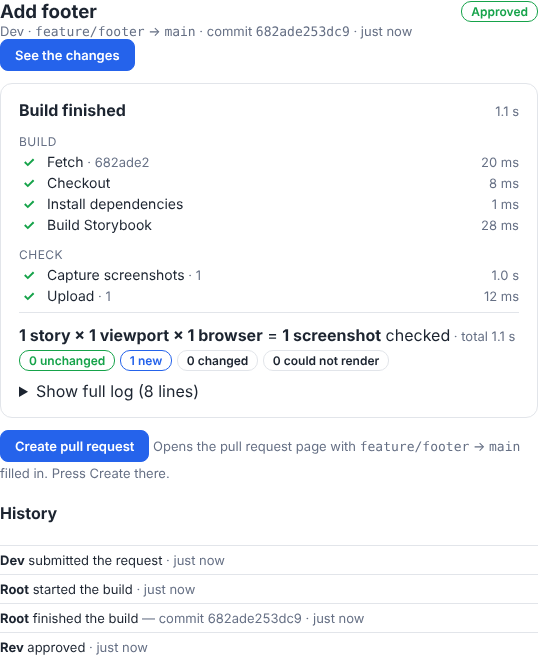 Add footer
Approved
Dev · feature/footer → main · commit 682ade253dc9 · just now
See the changes
Build finished
1.1 s
BUILD
Fetch · 682ade2
20 ms
Checkout
8 ms
Install dependencies
1 ms
Build Storybook
28 ms
CHECK
Capture screenshots · 1
1.0 s
Upload · 1
12 ms
1 story × 1 viewport × 1 browser = 1 screenshot checked · total 1.1 s
0 unchanged
1 new
0 changed
0 could not render
Show full log (8 lines)
Create pull request
Opens the pull request page with feature/footer → main
filled in. Press Create there.
History
Dev submitted the request · just now
Root started the build · just now
Root finished the build — commit 682ade253dc9 · just now
Rev approved · just now